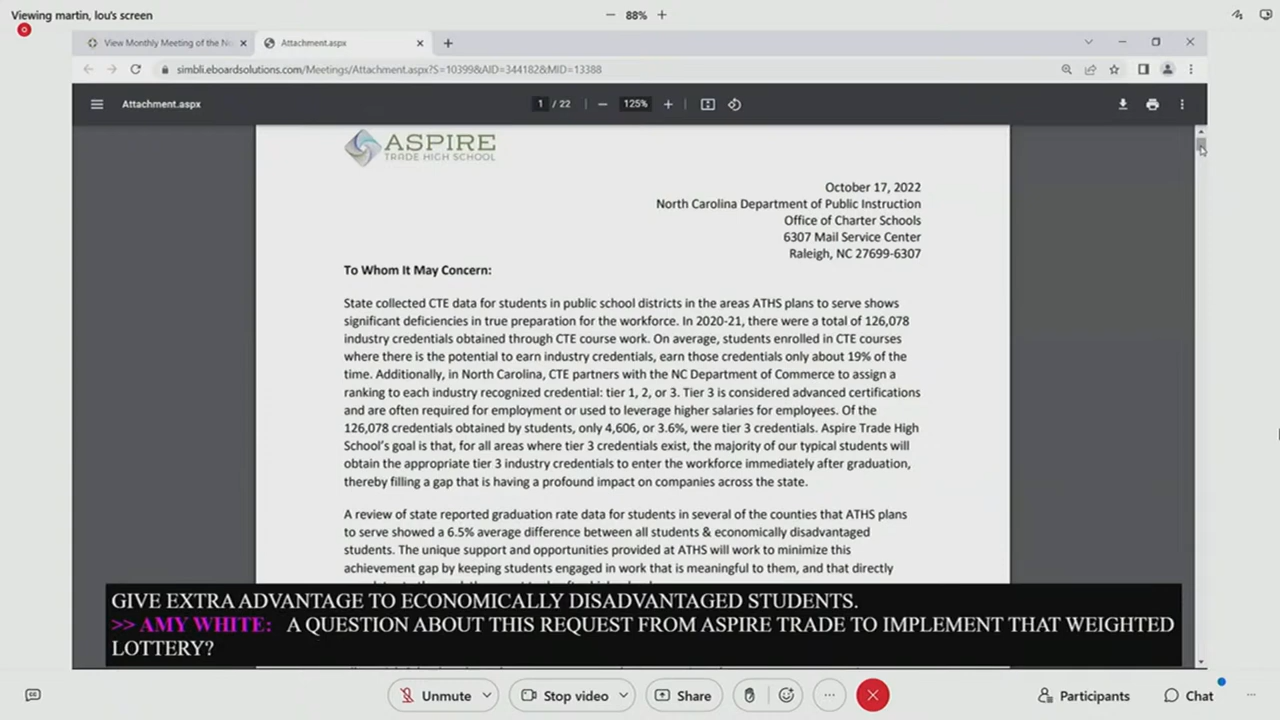 Viewing martin, lou's screen
88%
View Monthly Meeting of the No
Attachment.aspx
simbli.eboardsolutions.com/Meetings/Attachment.aspx?S=10399&AID=344182&MID=13388
Attachment.aspx
1 / 22
125%
ASPIRE
TRADE HIGH SCHOOL
October 17, 2022
North Carolina Department of Public Instruction
Office of Charter Schools
6307 Mail Service Center
Raleigh, NC 27699-6307
To Whom It May Concern:
State collected CTE data for students in public school districts in the areas ATHS plans to serve shows
significant deficiencies in true preparation for the workforce. In 2020-21, there were a total of 126,078
industry credentials obtained through CTE course work. On average, students enrolled in CTE courses
where there is the potential to earn industry credentials, earn those credentials only about 19% of the
time. Additionally, in North Carolina, CTE partners with the NC Department of Commerce to assign a
ranking to each industry recognized credential: tier 1, 2, or 3. Tier 3 is considered advanced certifications
and are often required for employment or used to leverage higher salaries for employees. Of the
126,078 credentials obtained by students, only 4,606, or 3.6%, were tier 3 credentials. Aspire Trade High
School's goal is that, for all areas where tier 3 credentials exist, the majority of our typical students will
obtain the appropriate tier 3 industry credentials to enter the workforce immediately after graduation,
thereby filling a gap that is having a profound impact on companies across the state.
A review of state reported graduation rate data for students in several of the counties that ATHS plans
to serve showed a 6.5% average difference between all students & economically disadvantaged
students. The unique support and opportunities provided at ATHS will work to minimize this
achievement gap by keeping students engaged in work that is meaningful to them, and that directly
GIVE EXTRA ADVANTAGE TO ECONOMICALLY DISADVANTAGED STUDENTS.
>> AMY WHITE: A QUESTION ABOUT THIS REQUEST FROM ASPIRE TRADE TO IMPLEMENT THAT WEIGHTED
LOTTERY?
Unmute
Stop video
Share
Participants
Chat